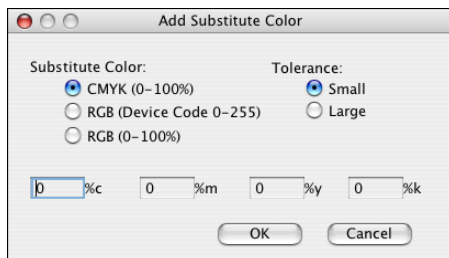 Add Substitute Color
Substitute Color:
CMYK (0-100%)
RGB (Device Code 0-255)
RGB (0-100%)
Tolerance:
Small
Large
0 %c 0 %m 0 %y 0 %k
OK Cancel